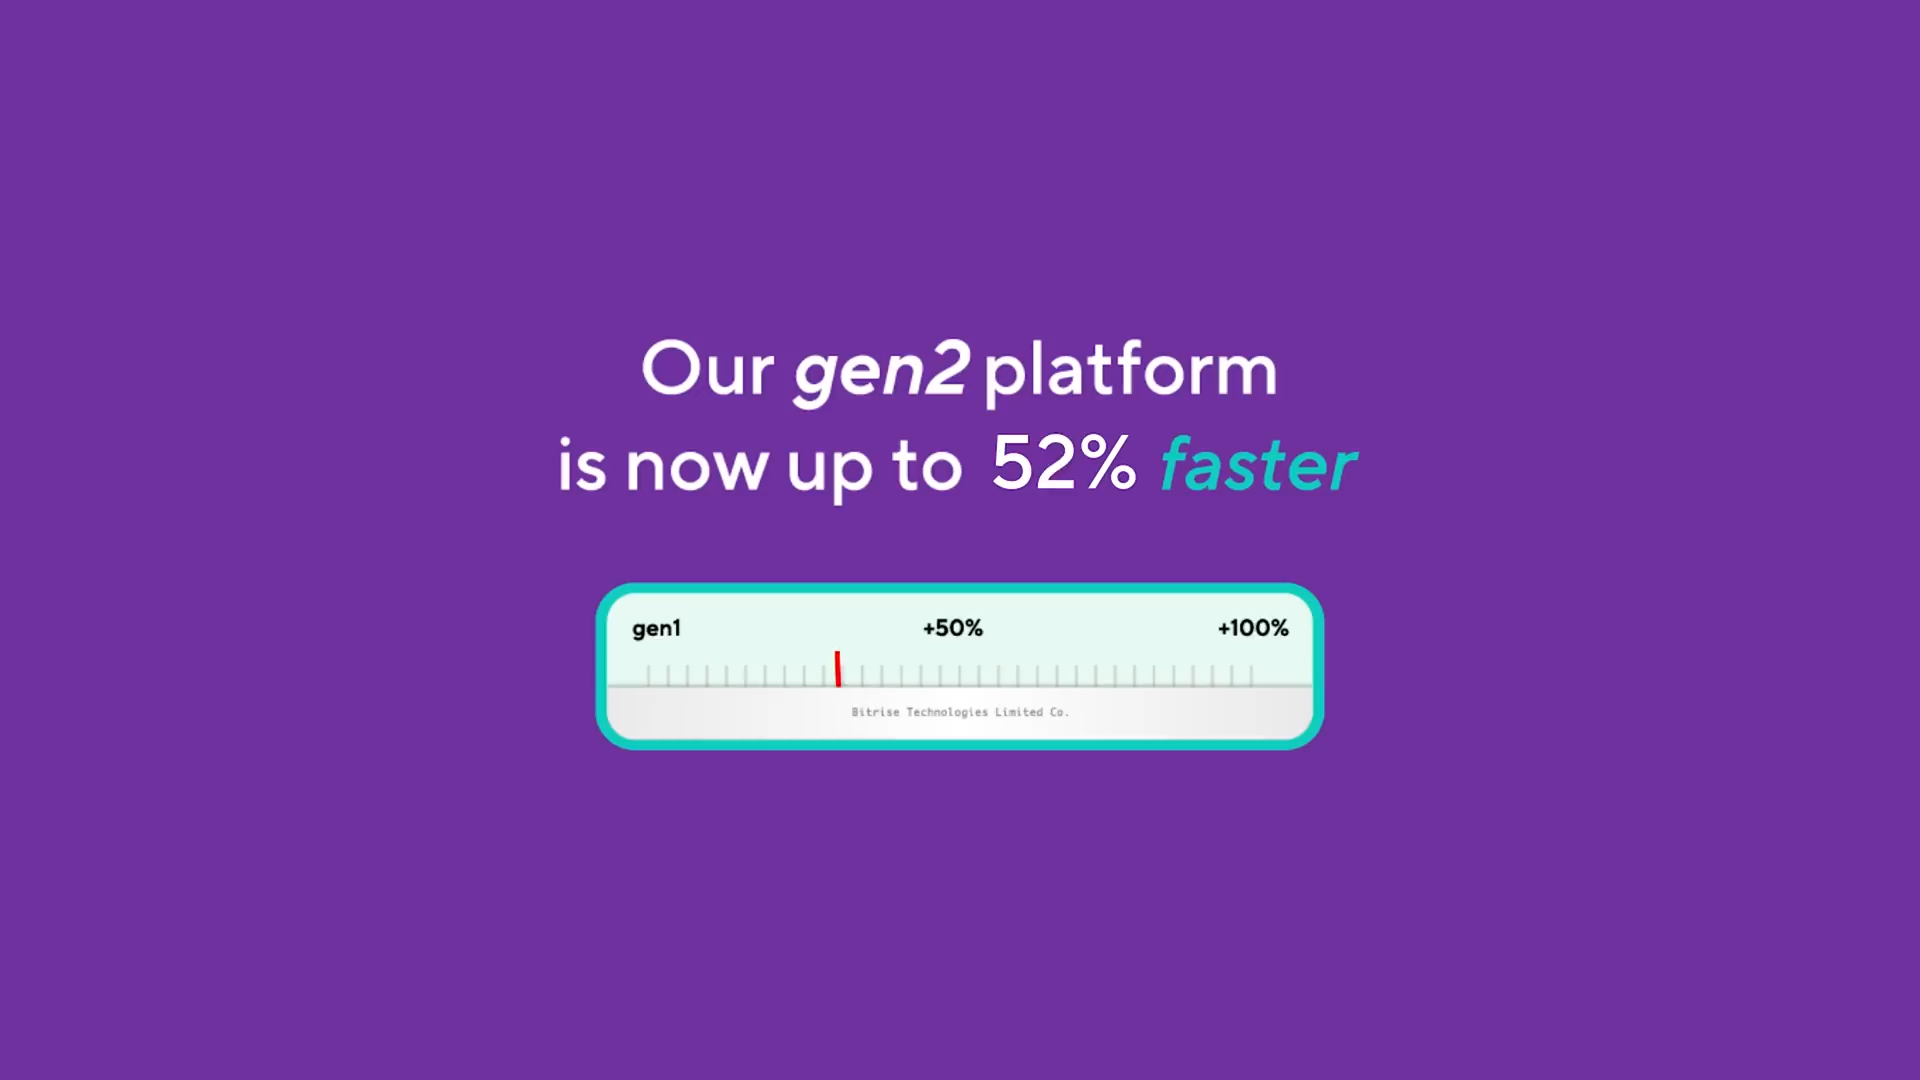 Our gen2 platform
is now up to 52% faster
gen1 +50% +100%
Bitrise Technologies Limited Co.